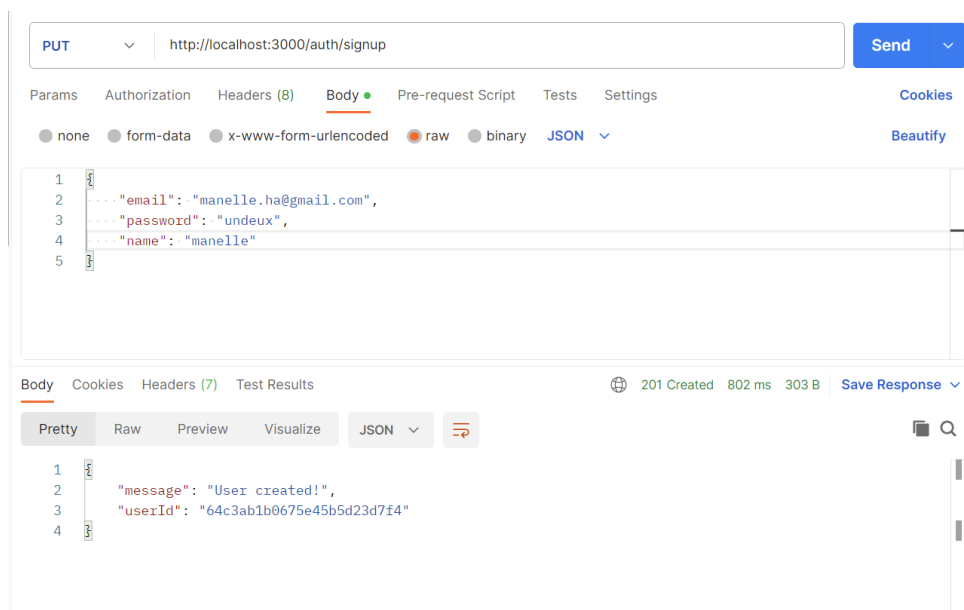 PUT http://localhost:3000/auth/signup Send
Params Authorization Headers (8) Body Pre-request Script Tests Settings Cookies
none form-data x-www-form-urlencoded raw binary JSON Beautify
1 {
2 "email": "manelle.ha@gmail.com",
3 "password": "undeux",
4 "name": "manelle"
5 }
Body Cookies Headers (7) Test Results 201 Created 802 ms 303 B Save Response
Pretty Raw Preview Visualize JSON
1 {
2 "message": "User created!",
3 "userId": "64c3ab1b0675e45b5d23d7f4"
4 }